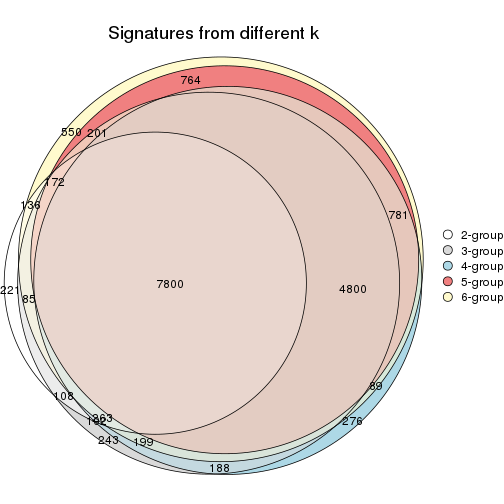 Signatures from different k
764
550
201
172
136
781
221
85
7800
4800
89
108
263
276
243
199
188
2-group
3-group
4-group
5-group
6-group